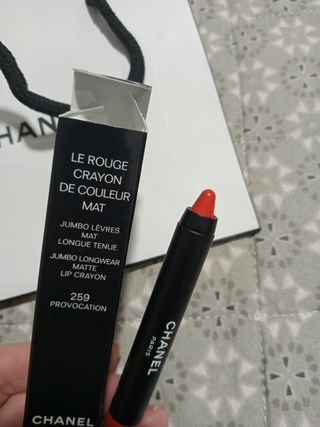 CHANEL
LE ROUGE
CRAYON
DE COULEUR
MAT
JUMBO LÈVRES
MAT
LONGUE TENUE
JUMBO LONGWEAR
MATTE
LIP CRAYON
259
PROVOCATION
CHANEL
CHANEL
PARIS